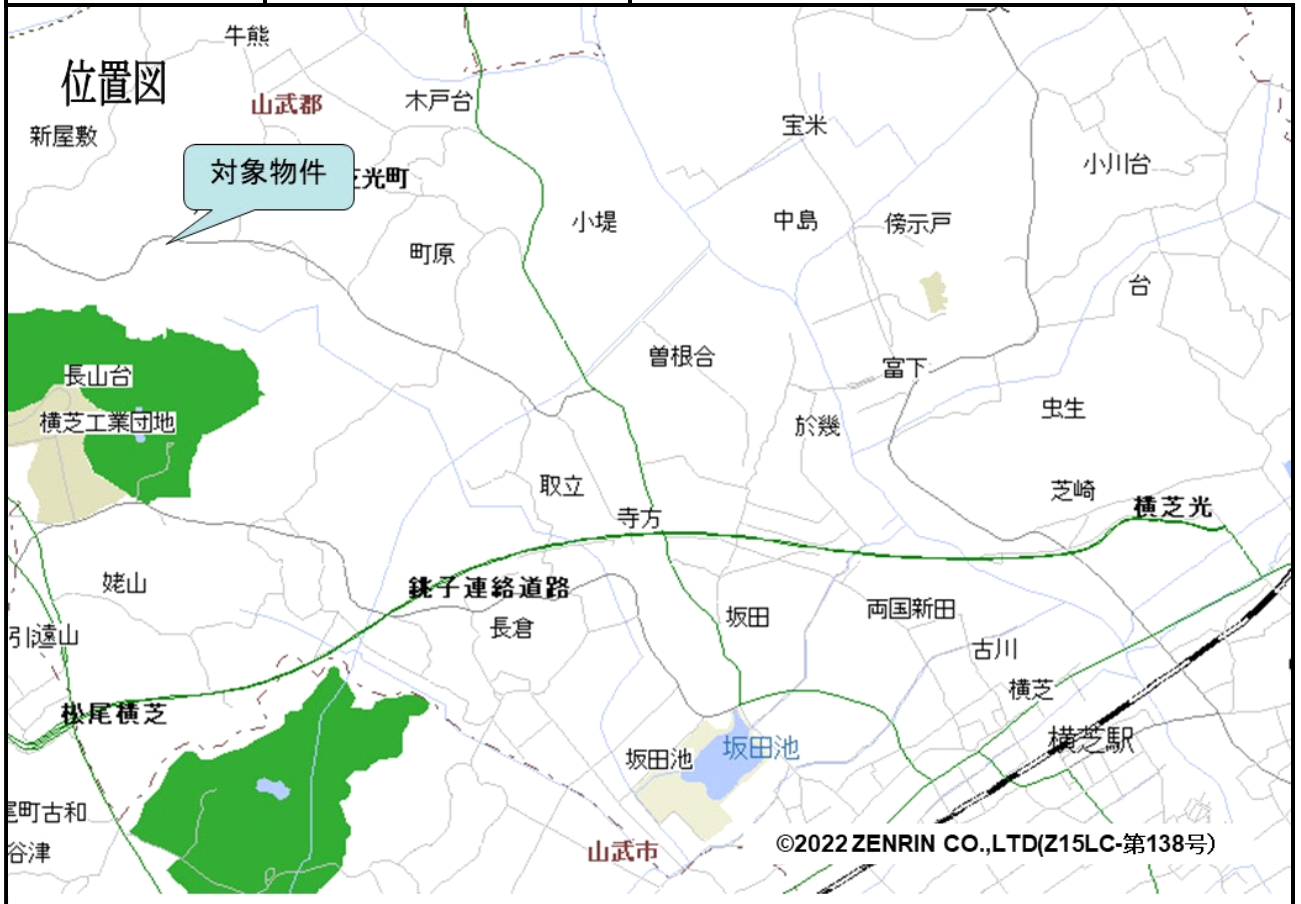 牛熊
位置図
山武郡
木戸台
新屋敷
宝米
小川台
対象物件
光町
小堤
中島
傍示戸
町原
台
曽根合
富下
長山台
横芝工業団地
虫生
於幾
取立
芝崎
寺方
横芝光
姥山
銚子連絡道路
長倉
坂田
両国新田
引遠山
古川
横芝
松尾横芝
横芝駅
坂田池
坂田池
尾町古和
谷津
山武市
©2022 ZENRIN CO.,LTD(Z15LC-第138号)